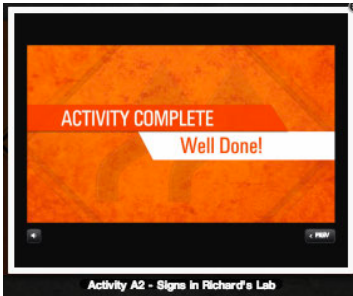 ACTIVITY COMPLETE
Well Done!
< PREV
Activity A2 - Signs in Richard's Lab